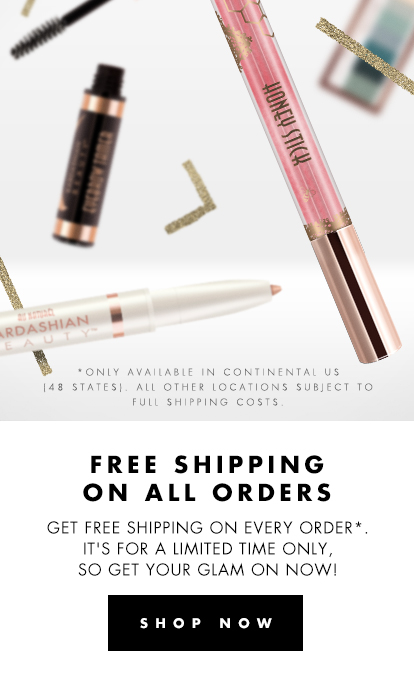 HONEY STICK
ARDASHIAN
BEAUTY
*ONLY AVAILABLE IN CONTINENTAL US
(48 STATES). ALL OTHER LOCATIONS SUBJECT TO
FULL SHIPPING COSTS.
FREE SHIPPING
ON ALL ORDERS
GET FREE SHIPPING ON EVERY ORDER*.
IT'S FOR A LIMITED TIME ONLY,
SO GET YOUR GLAM ON NOW!
SHOP NOW